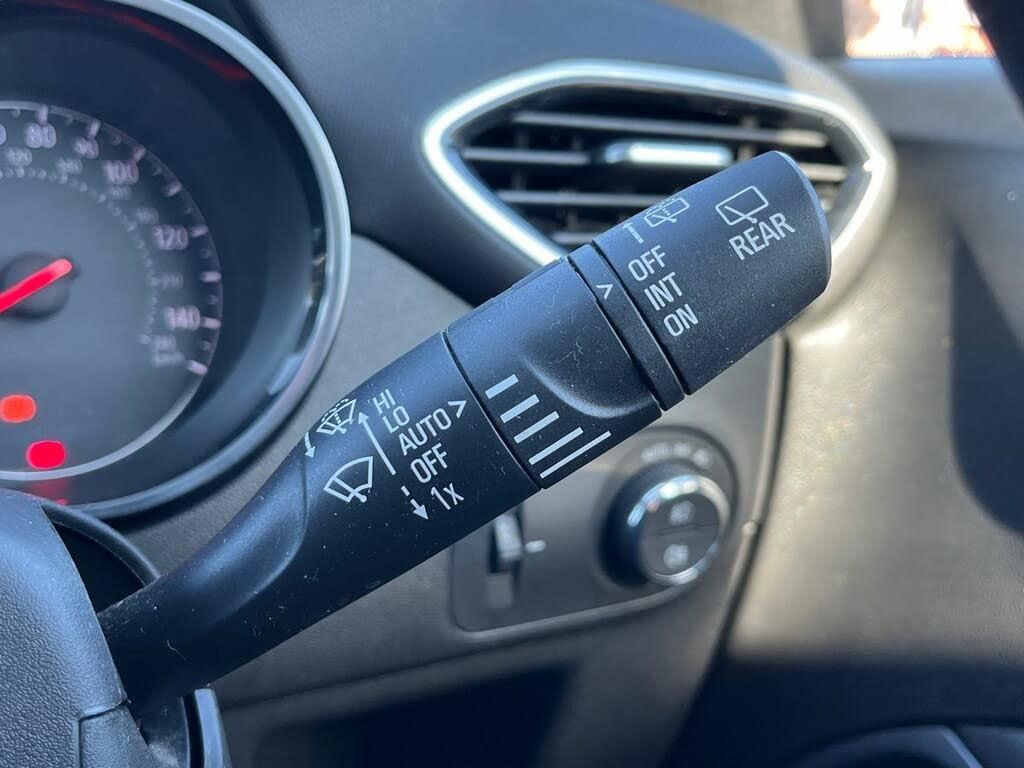 80
100
120
140
HI
LO
AUTO >
OFF
1x
>
OFF
INT
ON
REAR